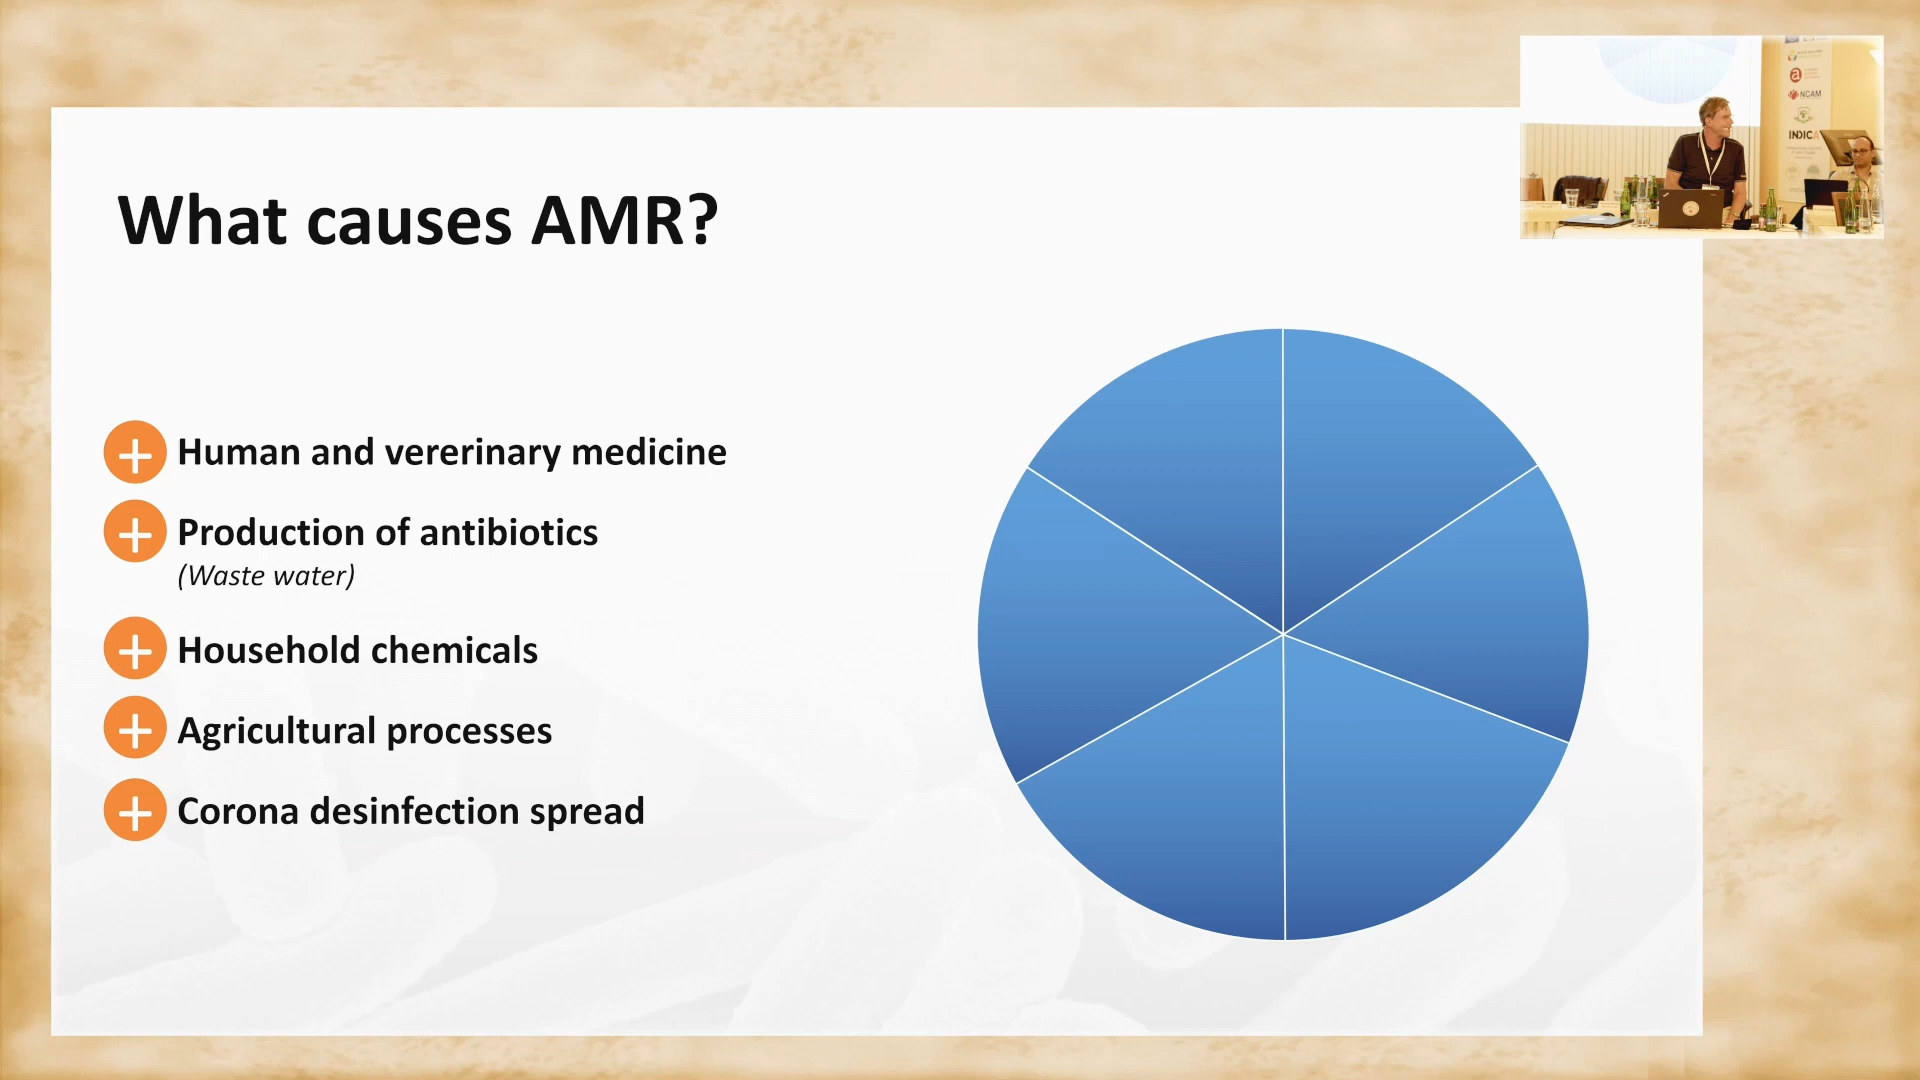 What causes AMR?
Human and vererinary medicine
Production of antibiotics
(Waste water)
Household chemicals
Agricultural processes
Corona desinfection spread
NCAM
INDICA